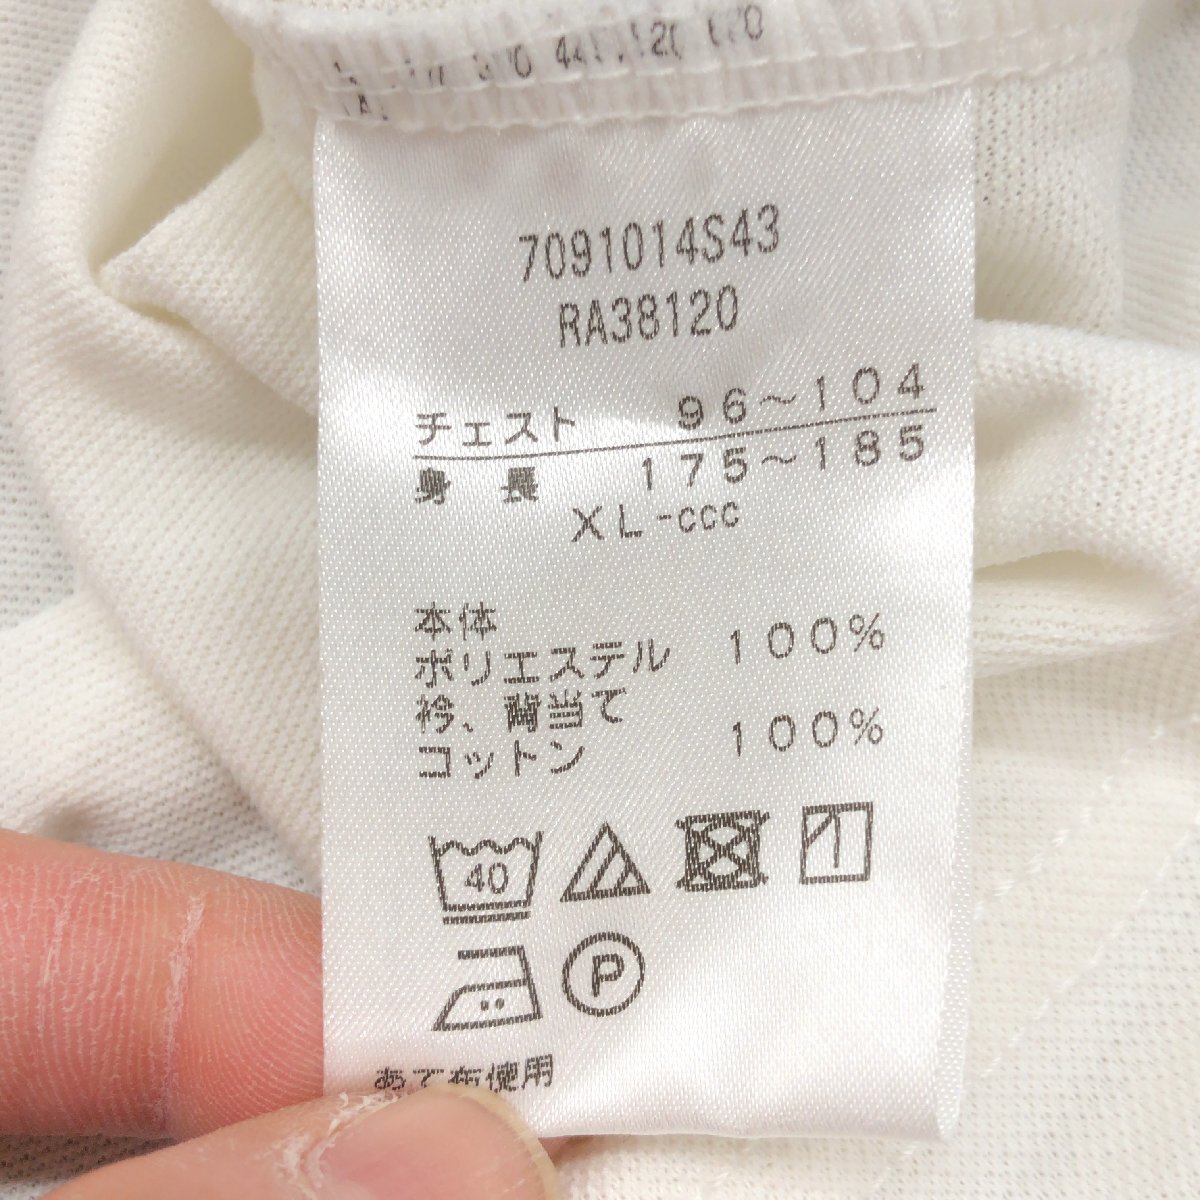 7091014S43
RA38120
チェスト 96～104
身長 175～185
XL-ccc
本体
ポリエステル 100%
衿、背当て
コットン 100%
40
P
あて布使用